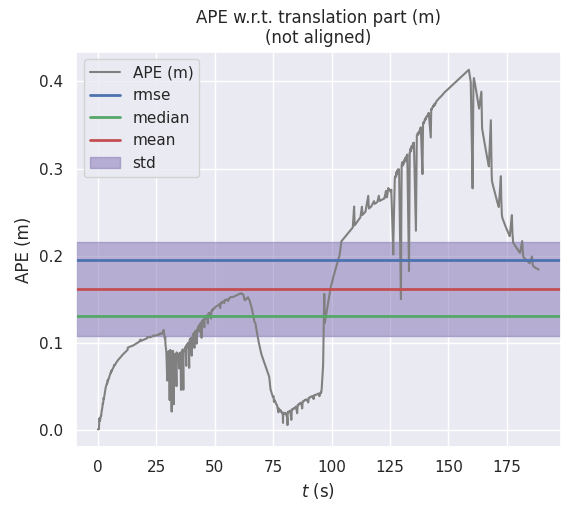 APE w.r.t. translation part (m)
(not aligned)
APE (m)
rmse
median
mean
std
APE (m)
0.4
0.3
0.2
0.1
0.0
0
25
50
75
100
125
150
175
t (s)